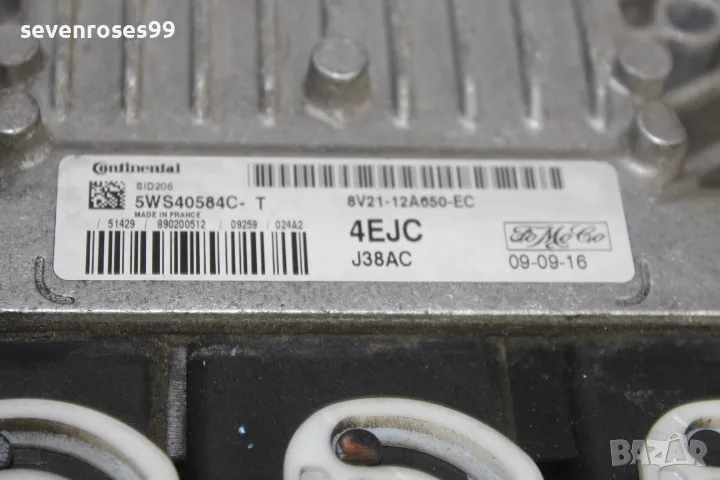 sevenroses99
Continental
SID206
5WS40584C- T
MADE IN FRANCE
51429 890200512 09259 024A2
8V21-12A650-EC
4EJC
J38AC
FoMoCo
09-09-16
BAZAR